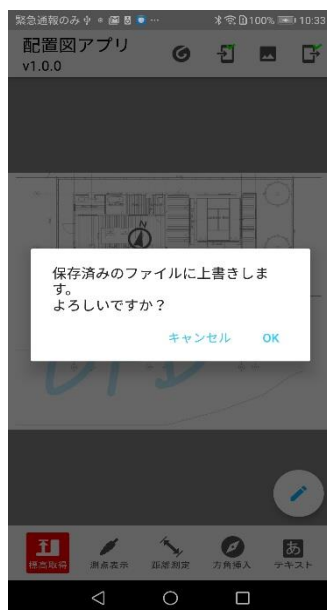 緊急通報のみ 100% 10:33
配置図アプリ
v1.0.0
N
保存済みのファイルに上書きしま
す。
よろしいですか？
キャンセル OK
標高取得 測点表示 距離測定 方角挿入 テキスト
あ